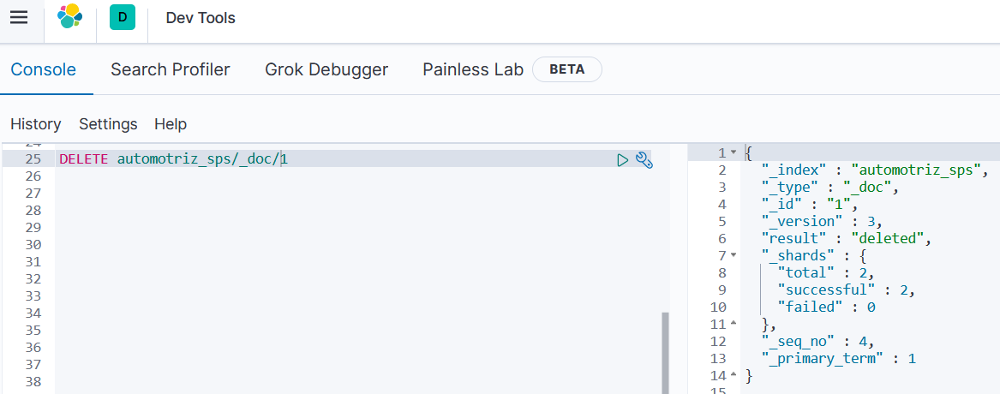 D Dev Tools
Console Search Profiler Grok Debugger Painless Lab BETA
History Settings Help
24
25 DELETE automotriz_sps/_doc/1
26
27
28
29
30
31
32
33
34
35
36
37
38
1 {
2 "_index" : "automotriz_sps",
3 "_type" : "_doc",
4 "_id" : "1",
5 "_version" : 3,
6 "result" : "deleted",
7 "_shards" : {
8 "total" : 2,
9 "successful" : 2,
10 "failed" : 0
11 },
12 "_seq_no" : 4,
13 "_primary_term" : 1
14 }
15